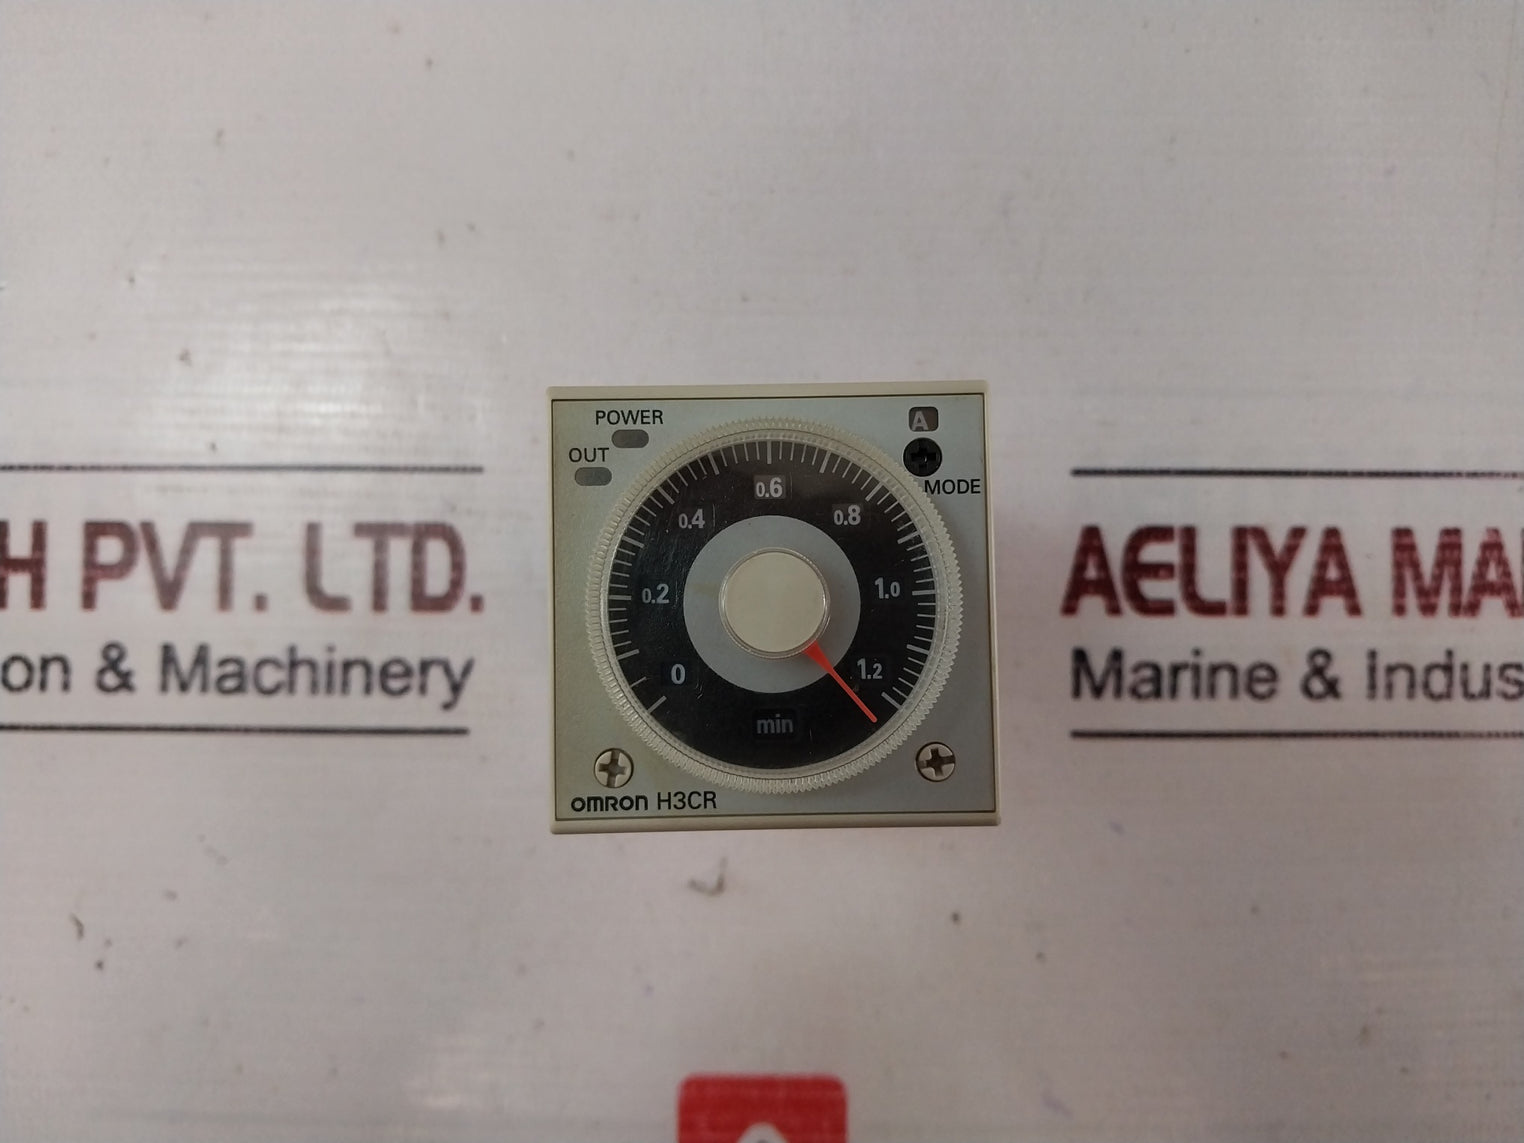 POWER
OUT
A
MODE
0.6
0.4
0.8
0.2
1.0
0
1.2
min
omron H3CR
H PVT. LTD.
on & Machinery
AELIYA MA
Marine & Indus